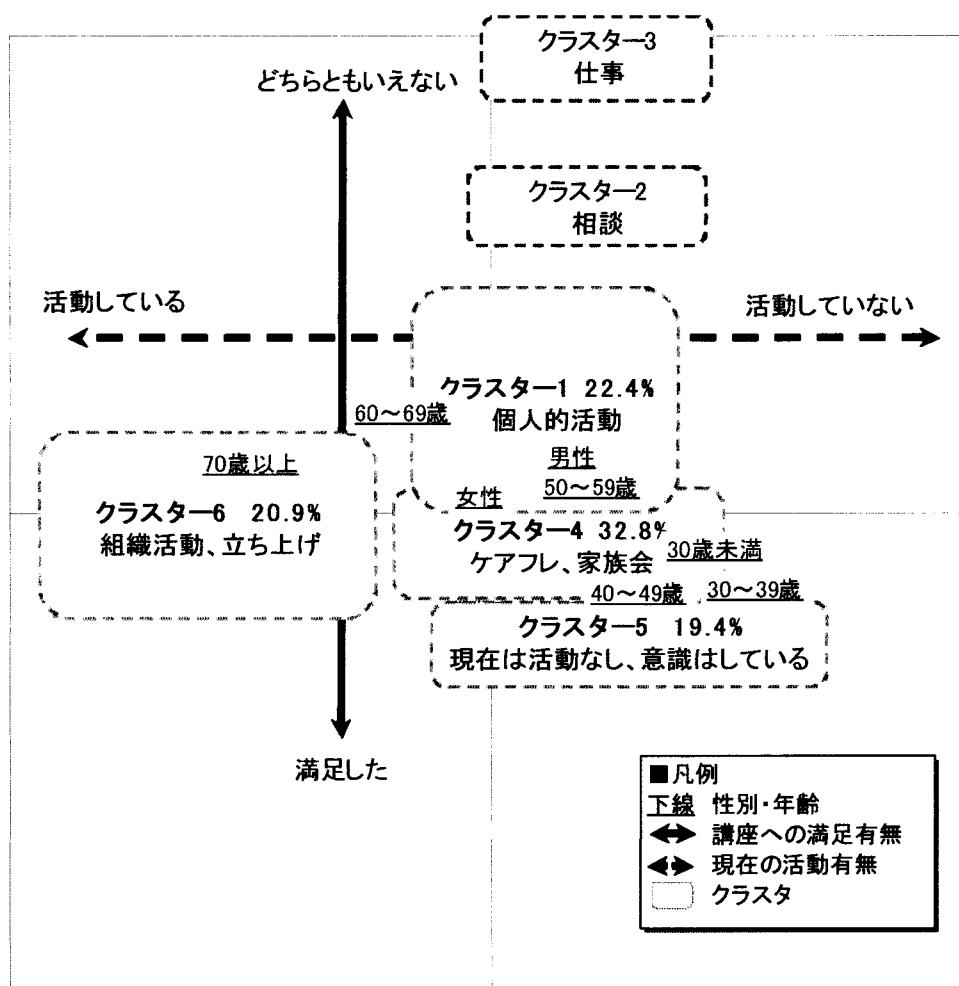 クラスター3
仕事
どちらともいえない
クラスター2
相談
活動している
活動していない
クラスター1 22.4%
個人的活動
60～69歳
男性
70歳以上
50～59歳
女性
クラスター6 20.9%
組織活動、立ち上げ
クラスター4 32.8%
ケアフレ、家族会
30歳未満
40～49歳
30～39歳
クラスター5 19.4%
現在は活動なし、意識はしている
満足した
■凡例
下線 性別・年齢
講座への満足有無
現在の活動有無
クラスタ